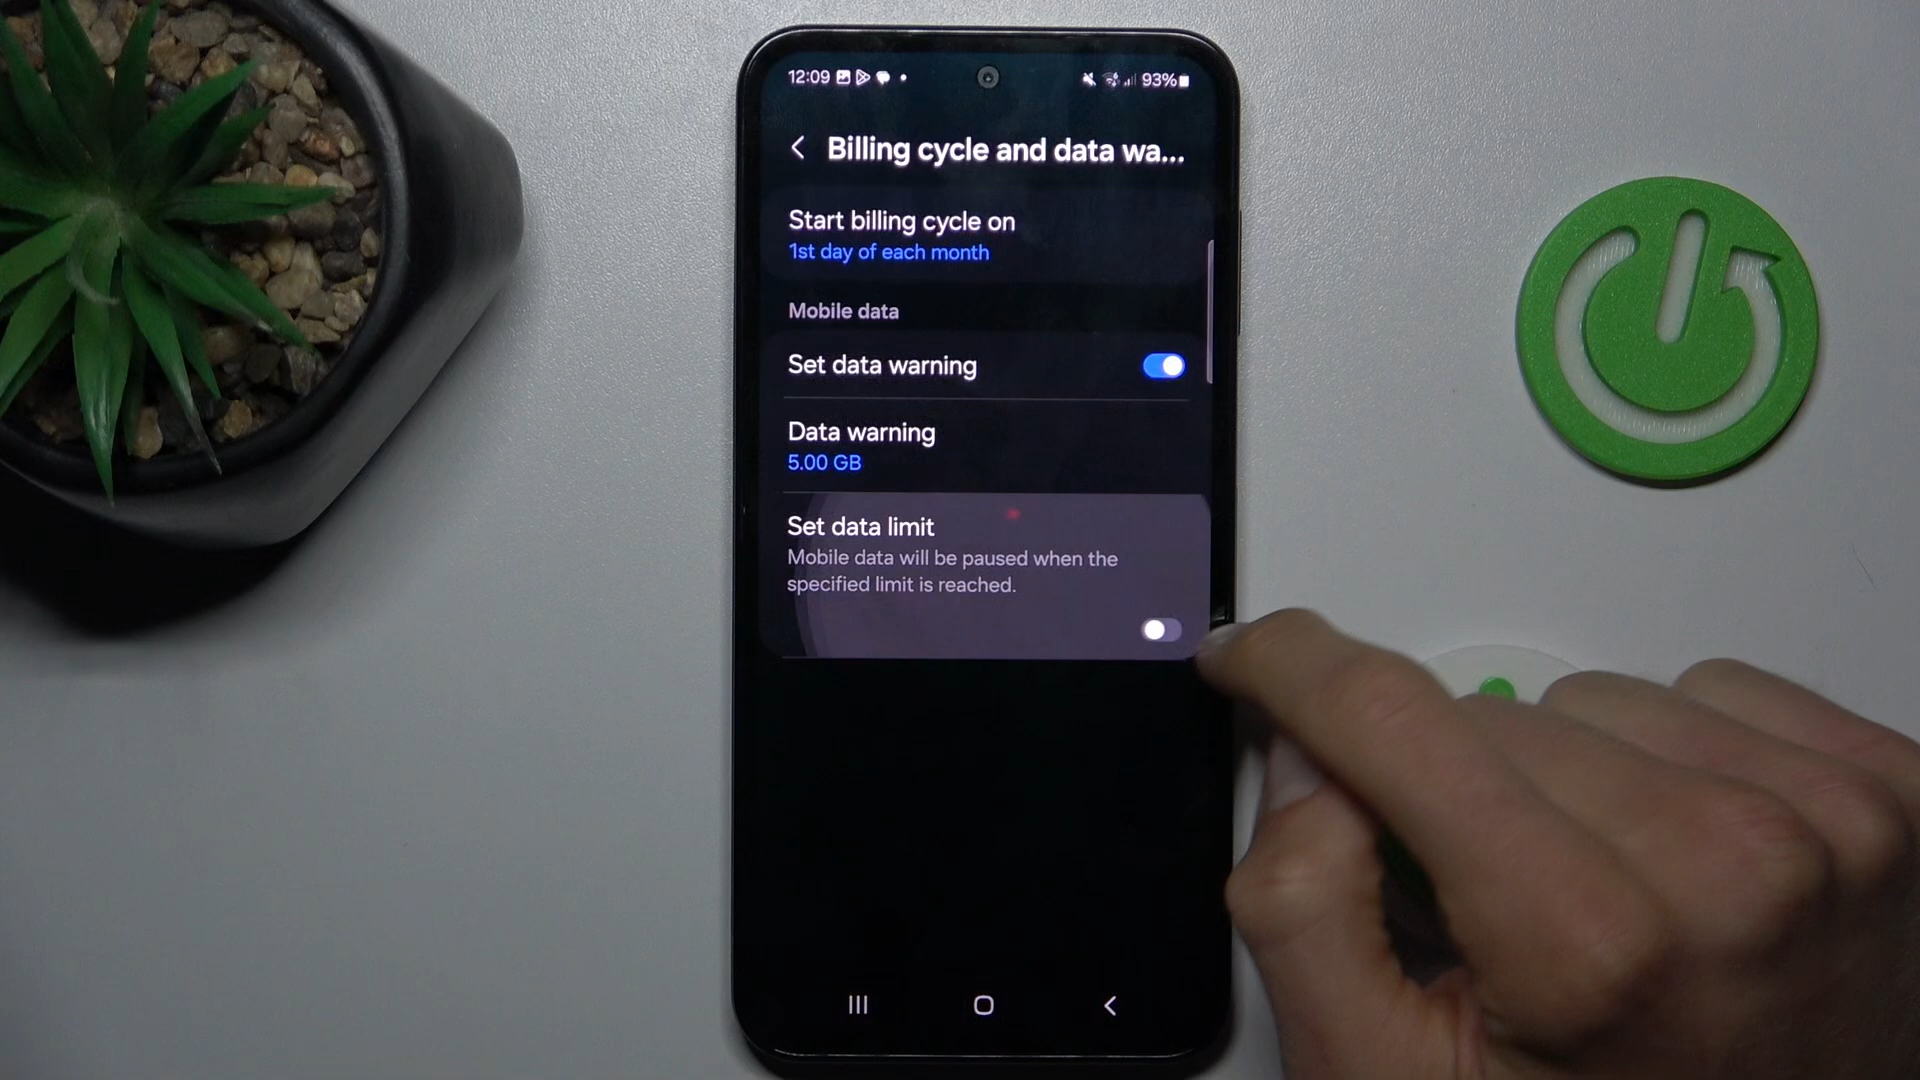 12:09 93%
Billing cycle and data wa...
Start billing cycle on
1st day of each month
Mobile data
Set data warning
Data warning
5.00 GB
Set data limit
Mobile data will be paused when the
specified limit is reached.